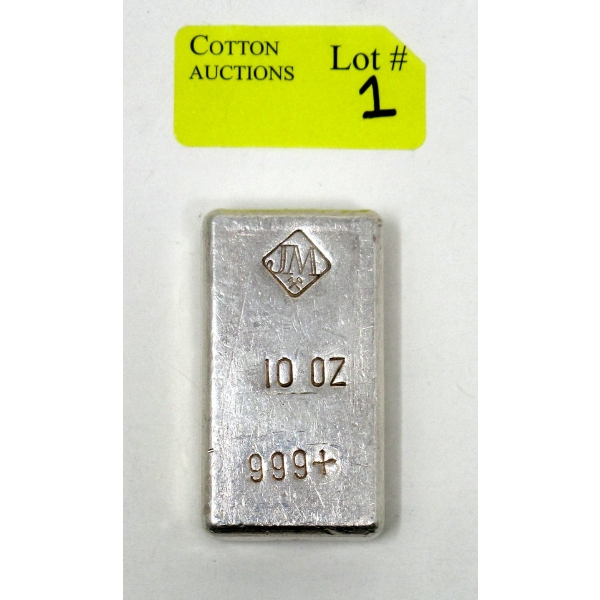 COTTON
AUCTIONS
Lot #
1
JM
10 OZ
999+